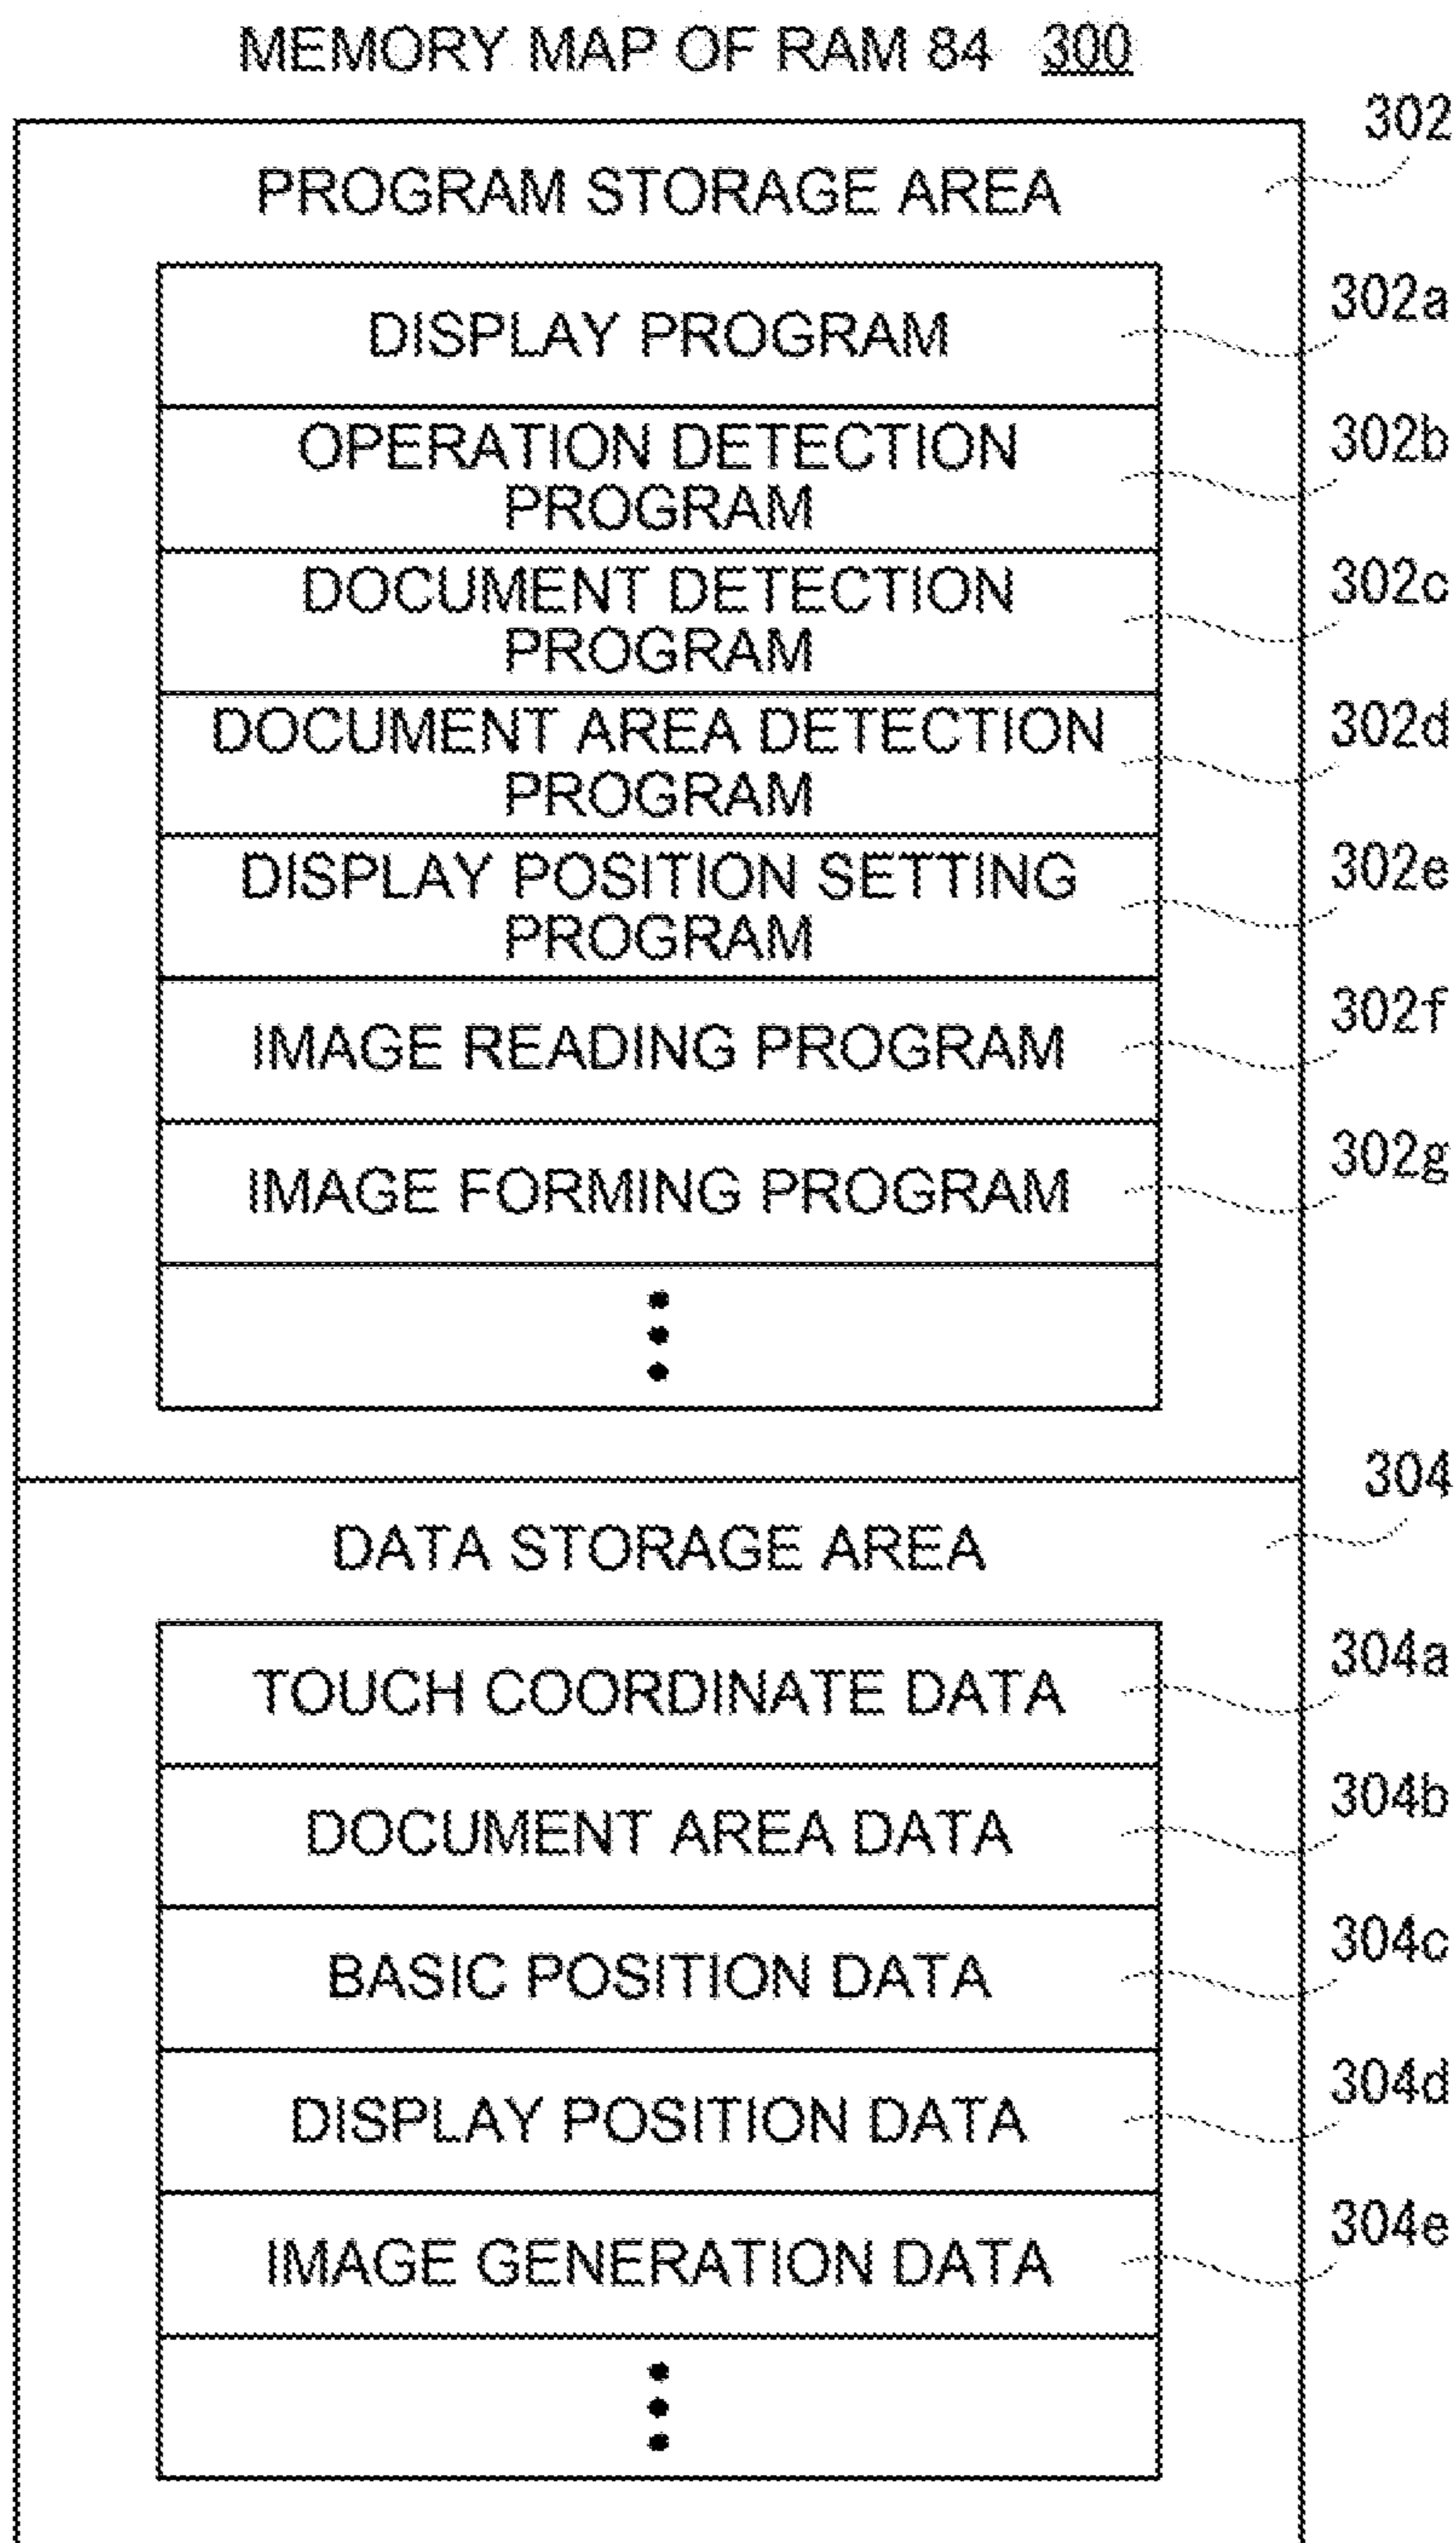 MEMORY MAP OF RAM 84 300
302
PROGRAM STORAGE AREA
302a
DISPLAY PROGRAM
302b
OPERATION DETECTION
PROGRAM
302c
DOCUMENT DETECTION
PROGRAM
302d
DOCUMENT AREA DETECTION
PROGRAM
302e
DISPLAY POSITION SETTING
PROGRAM
302f
IMAGE READING PROGRAM
302g
IMAGE FORMING PROGRAM
304
DATA STORAGE AREA
304a
TOUCH COORDINATE DATA
304b
DOCUMENT AREA DATA
304c
BASIC POSITION DATA
304d
DISPLAY POSITION DATA
304e
IMAGE GENERATION DATA